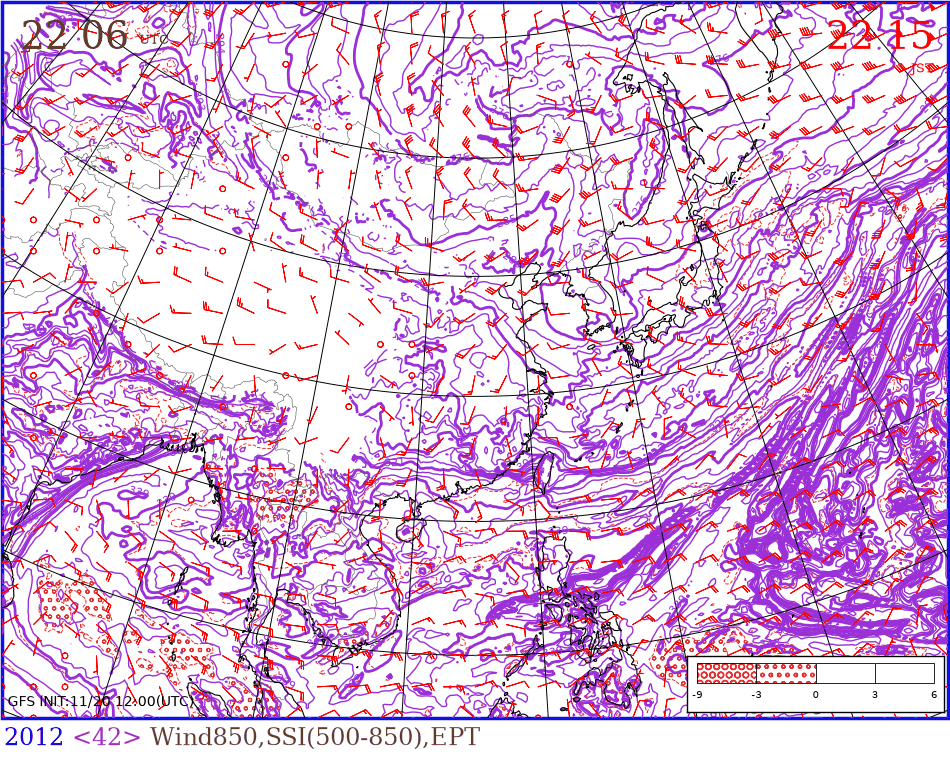 22 06 UTC
22 15 JST
GFS INIT:11/20 12:00(UTC)
-9 -3 0 3 6
2012 <42> Wind850,SSI(500-850),EPT